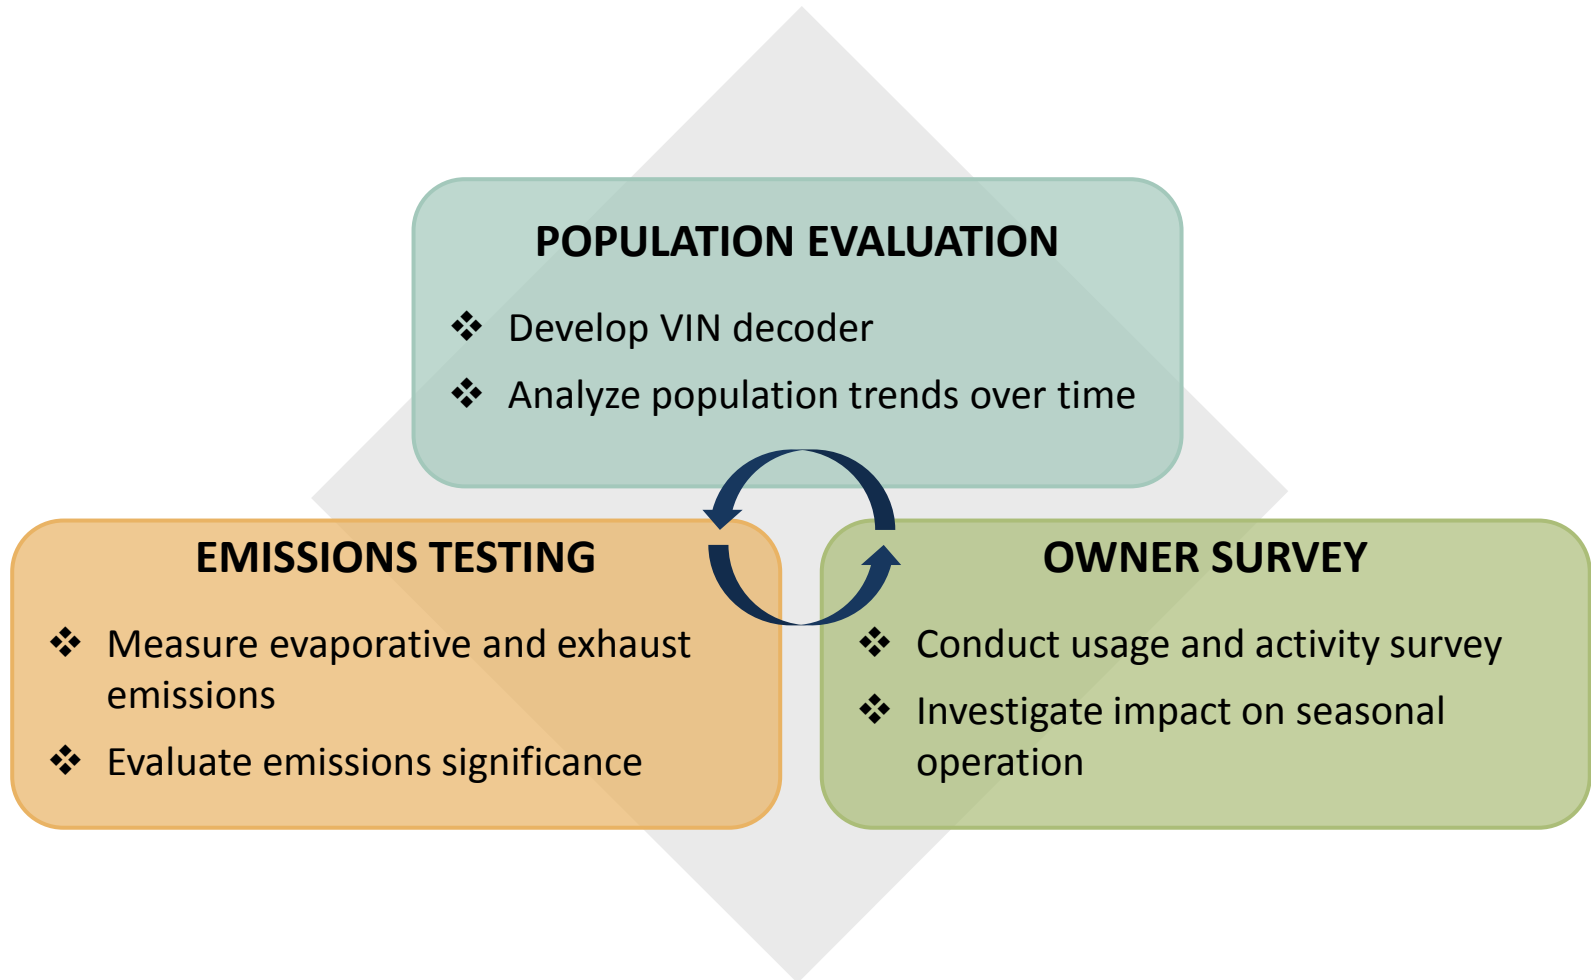 POPULATION EVALUATION
❖ Develop VIN decoder
❖ Analyze population trends over time
EMISSIONS TESTING
❖ Measure evaporative and exhaust
emissions
❖ Evaluate emissions significance
OWNER SURVEY
❖ Conduct usage and activity survey
❖ Investigate impact on seasonal
operation